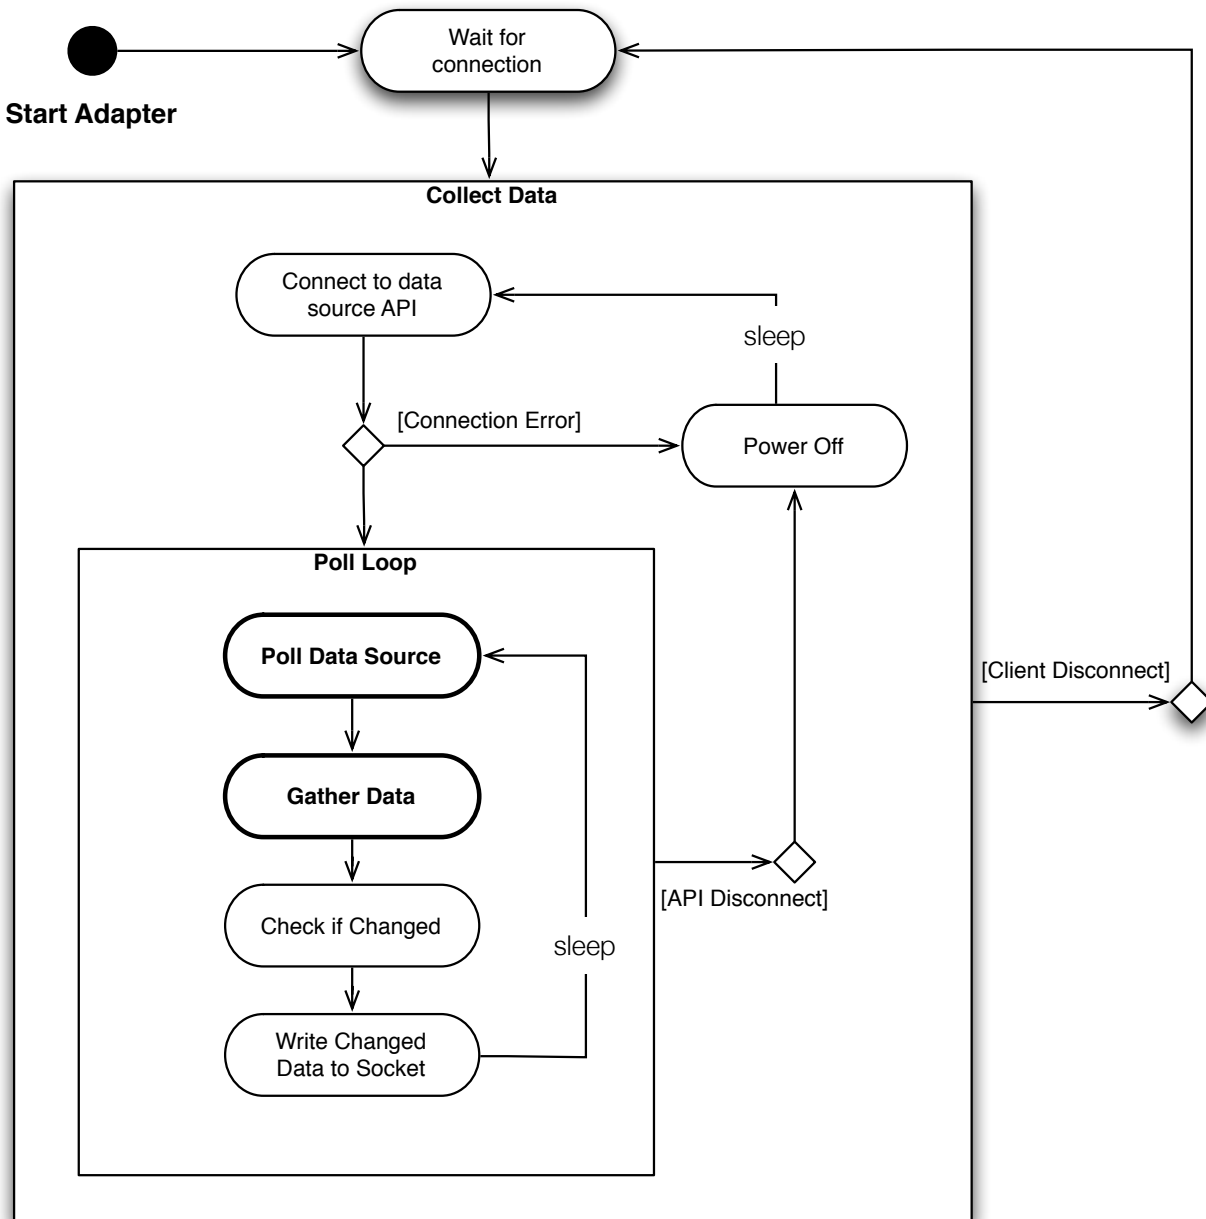 Wait for
connection
Start Adapter
Collect Data
Connect to data
source API
sleep
[Connection Error]
Power Off
Poll Loop
Poll Data Source
[Client Disconnect]
Gather Data
[API Disconnect]
Check if Changed
sleep
Write Changed
Data to Socket